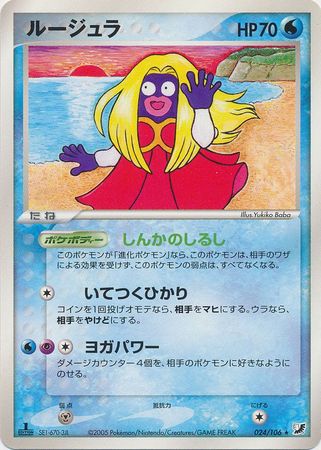 ルージュラ HP70
Illus.Yukiko Baba
たね
ポケボディー しんかのしるし
このポケモンが「進化ポケモン」なら、このポケモンは、相手のワザ
による効果を受けず、このポケモンの弱点は、すべてなくなる。
いてつくひかり
コインを1回投げオモテなら、相手をマヒにする。ウラなら、
相手をやけどにする。
ヨガパワー
ダメージカウンター4個を、相手のポケモンに好きなように
のせる。
弱点 抵抗力 にげる
1 EDITION SEI-670-3JL ©2005 Pokémon/Nintendo/Creatures/GAME FREAK 024/106 ★